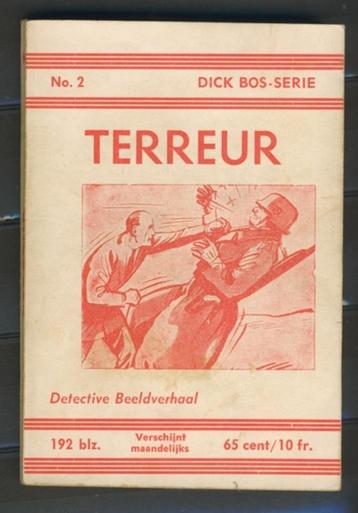 No. 2 DICK BOS-SERIE
TERREUR
Detective Beeldverhaal
192 blz. Verschijnt maandelijks 65 cent/10 fr.